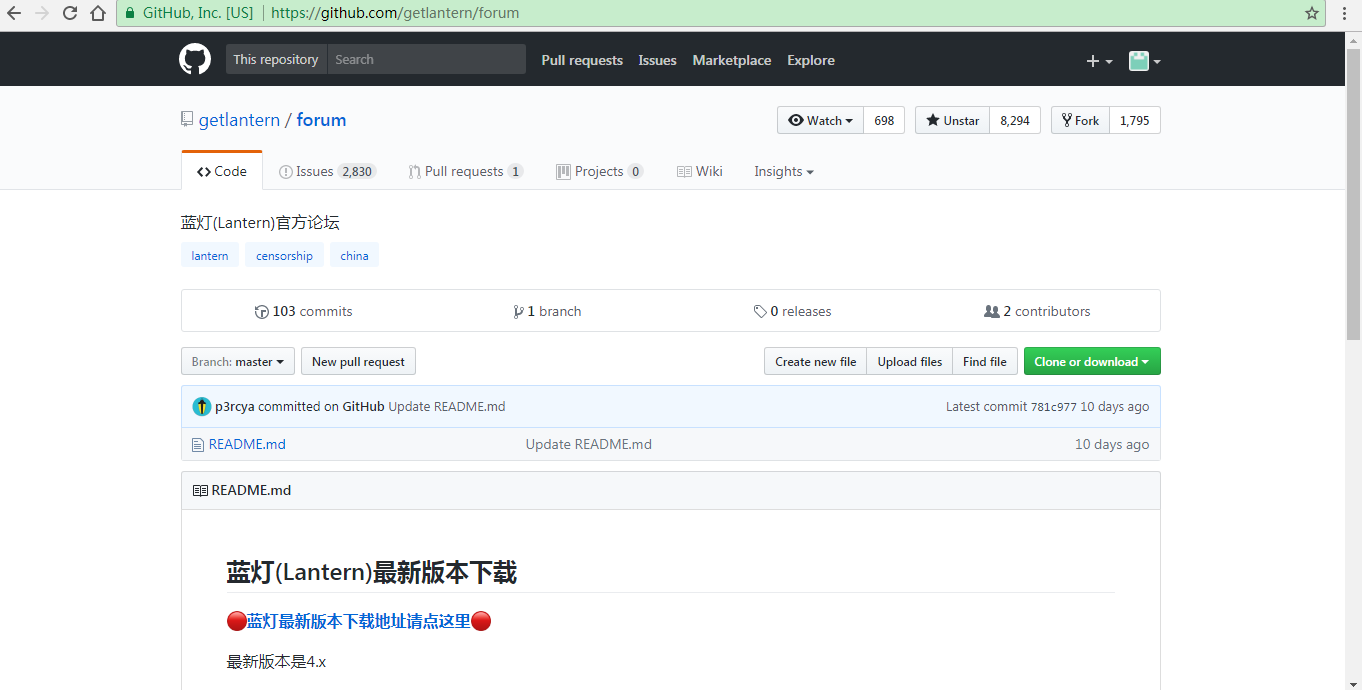 GitHub, Inc. [US] https://github.com/getlantern/forum
This repository Search Pull requests Issues Marketplace Explore
getlantern / forum Watch 698 Unstar 8,294 Fork 1,795
Code Issues 2,830 Pull requests 1 Projects 0 Wiki Insights
蓝灯(Lantern)官方论坛
lantern censorship china
103 commits 1 branch 0 releases 2 contributors
Branch: master New pull request Create new file Upload files Find file Clone or download
p3rcya committed on GitHub Update README.md Latest commit 781c977 10 days ago
README.md Update README.md 10 days ago
README.md
蓝灯(Lantern)最新版本下载
蓝灯最新版本下载地址请点这里
最新版本是4.x